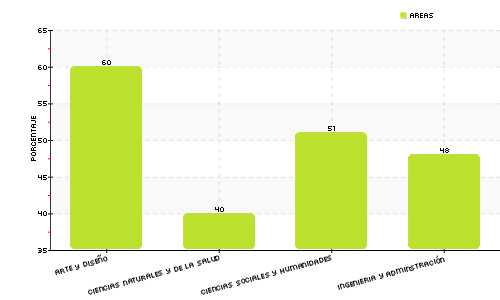 AREAS
65
60
55
50
45
40
35
PORCENTAJE
60
40
51
48
ARTE Y DISEÑO
CIENCIAS NATURALES Y DE LA SALUD
CIENCIAS SOCIALES Y HUMANIDADES
INGENIERIA Y ADMINISTRACIÓN